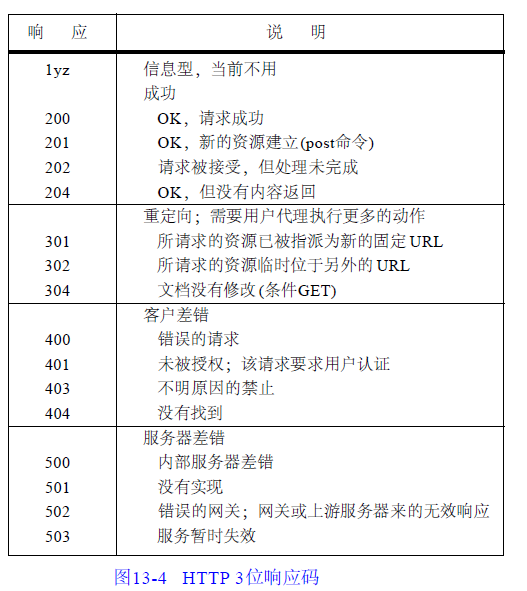 响 应 说 明
1yz 信息型，当前不用
成功
200 OK，请求成功
201 OK，新的资源建立(post命令)
202 请求被接受，但处理未完成
204 OK，但没有内容返回
重定向；需要用户代理执行更多的动作
301 所请求的资源已被指派为新的固定URL
302 所请求的资源临时位于另外的URL
304 文档没有修改(条件GET)
客户差错
400 错误的请求
401 未被授权；该请求要求用户认证
403 不明原因的禁止
404 没有找到
服务器差错
500 内部服务器差错
501 没有实现
502 错误的网关；网关或上游服务器来的无效响应
503 服务暂时失效
图13-4 HTTP 3位响应码